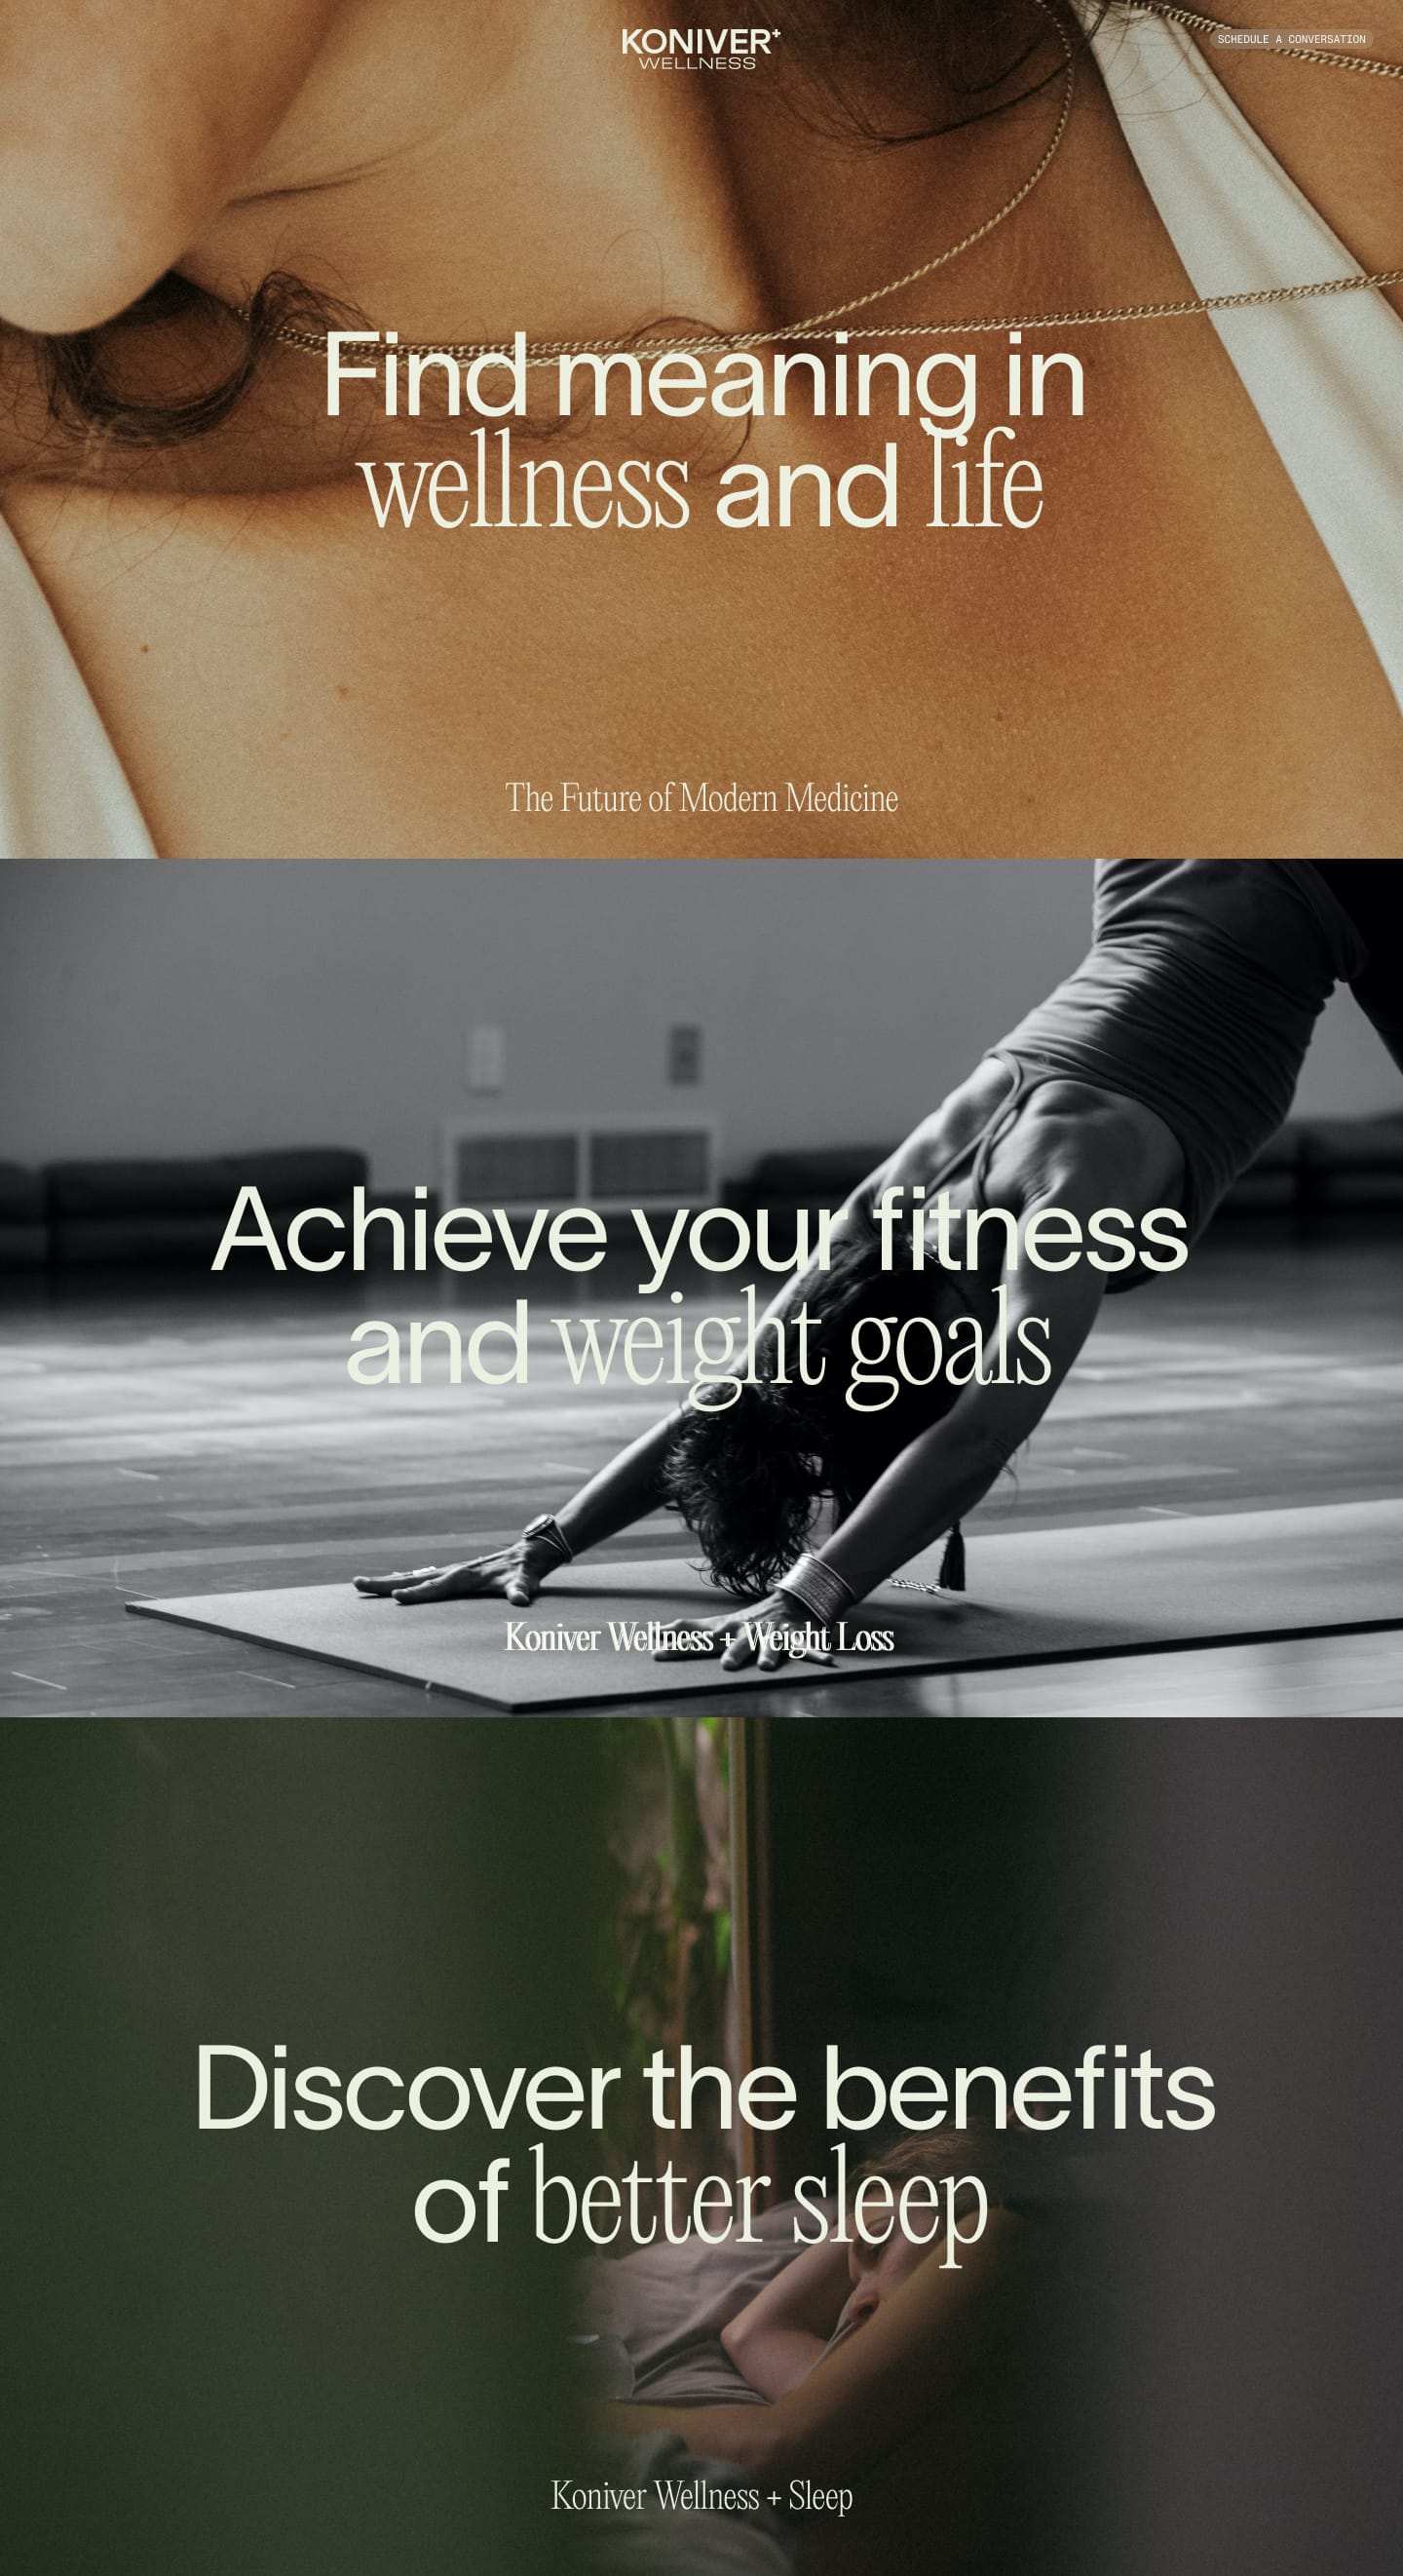 KONIVER+
WELLNESS
SCHEDULE A CONVERSATION
Find meaning in
wellness and life
The Future of Modern Medicine
Achieve your fitness
and weight goals
Koniver Wellness + Weight Loss
Discover the benefits
of better sleep
Koniver Wellness + Sleep